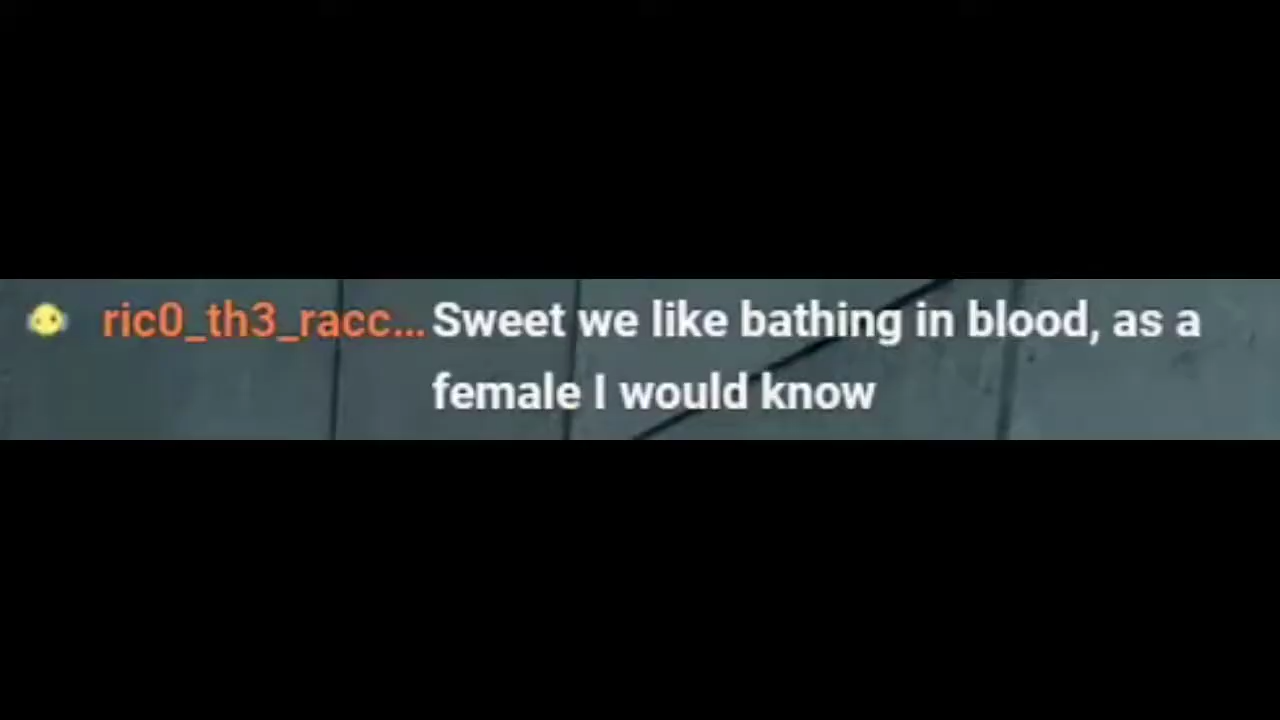 ric0_th3_racc... Sweet we like bathing in blood, as a
female I would know